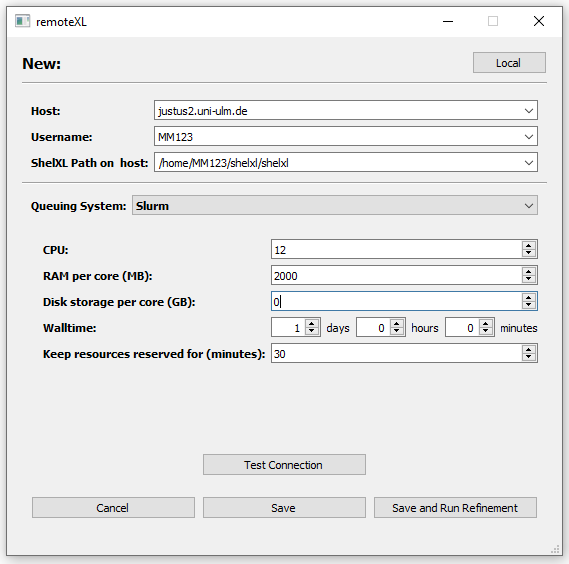 remoteXL
New:
Local
Host: justus2.uni-ulm.de
Username: MM123
ShelXL Path on host: /home/MM123/shelxl/shelxl
Queuing System: Slurm
CPU: 12
RAM per core (MB): 2000
Disk storage per core (GB): 0
Walltime: 1 days 0 hours 0 minutes
Keep resources reserved for (minutes): 30
Test Connection
Cancel Save Save and Run Refinement